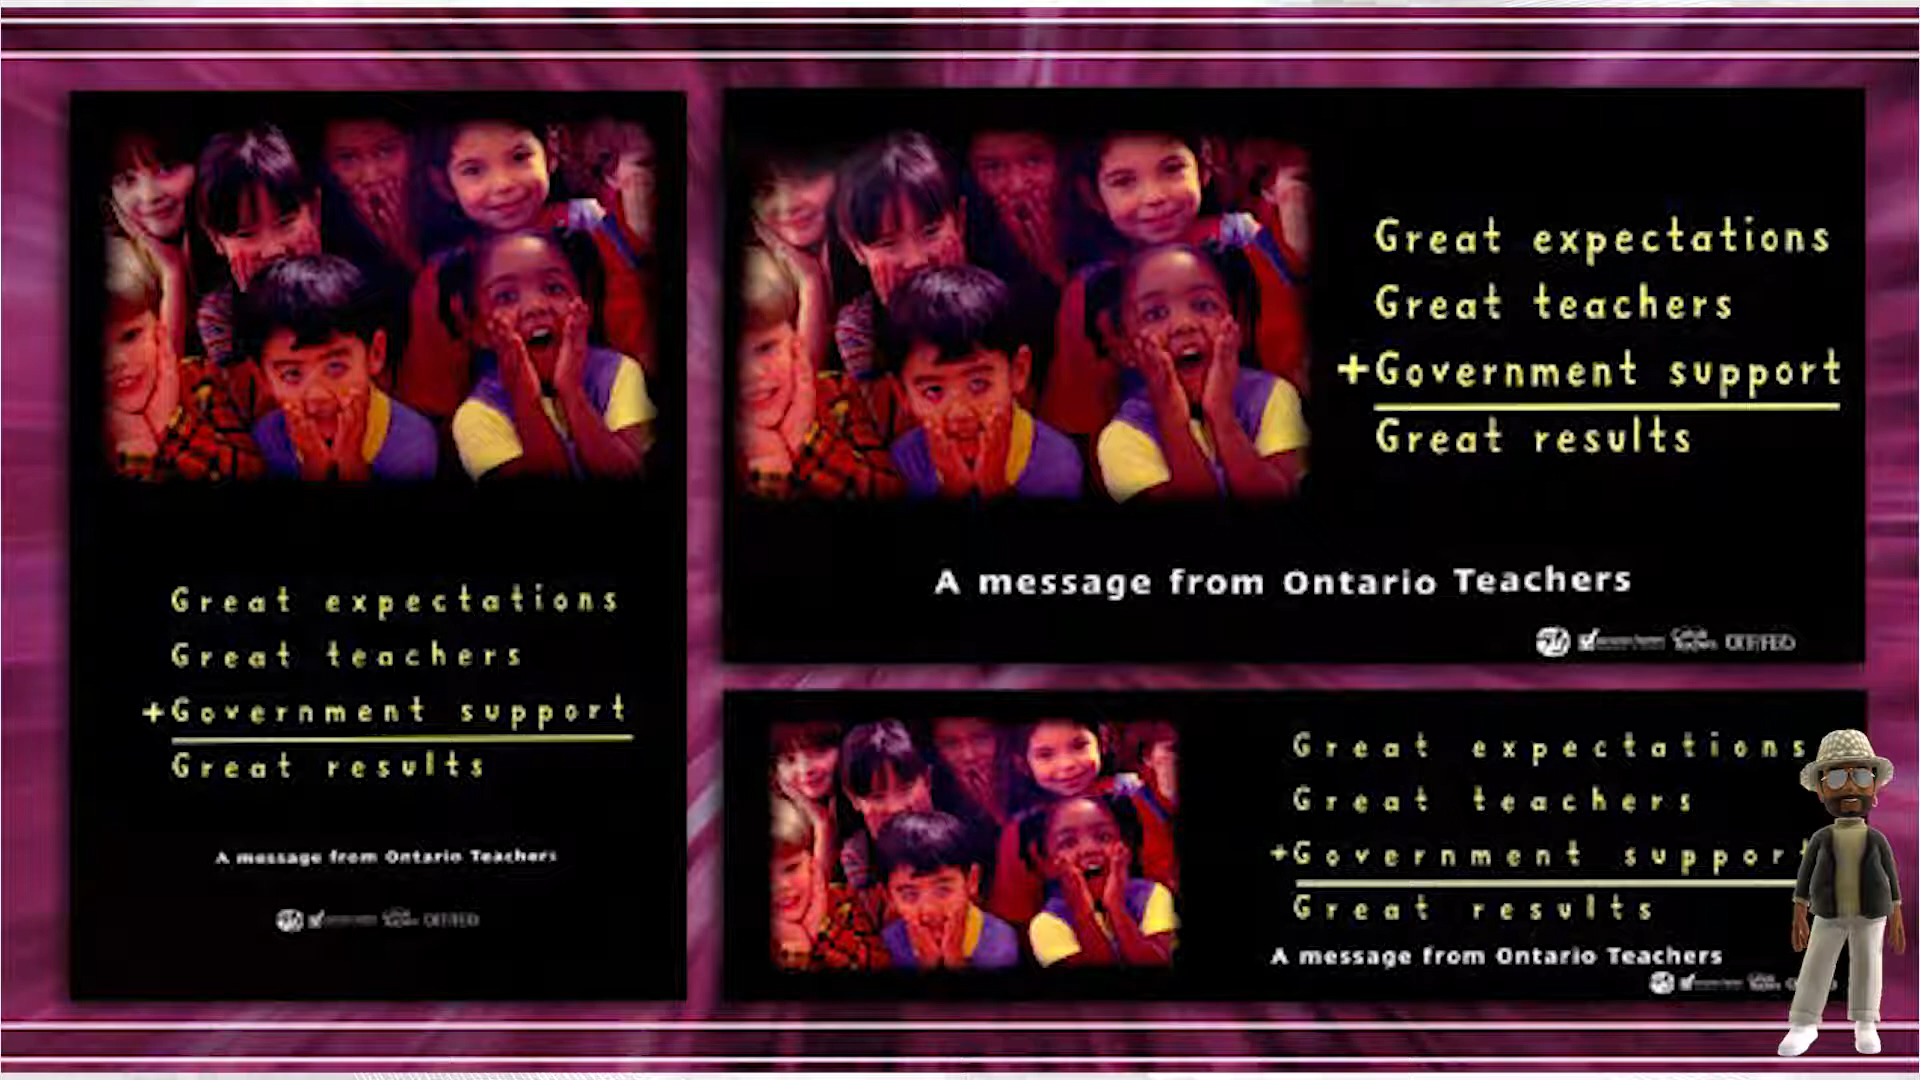 Great expectations
Great teachers
+Government support
Great results
A message from Ontario Teachers
Great expectations
Great teachers
+Government support
Great results
A message from Ontario Teachers
Great expectations
Great teachers
+Government support
Great results
A message from Ontario Teachers